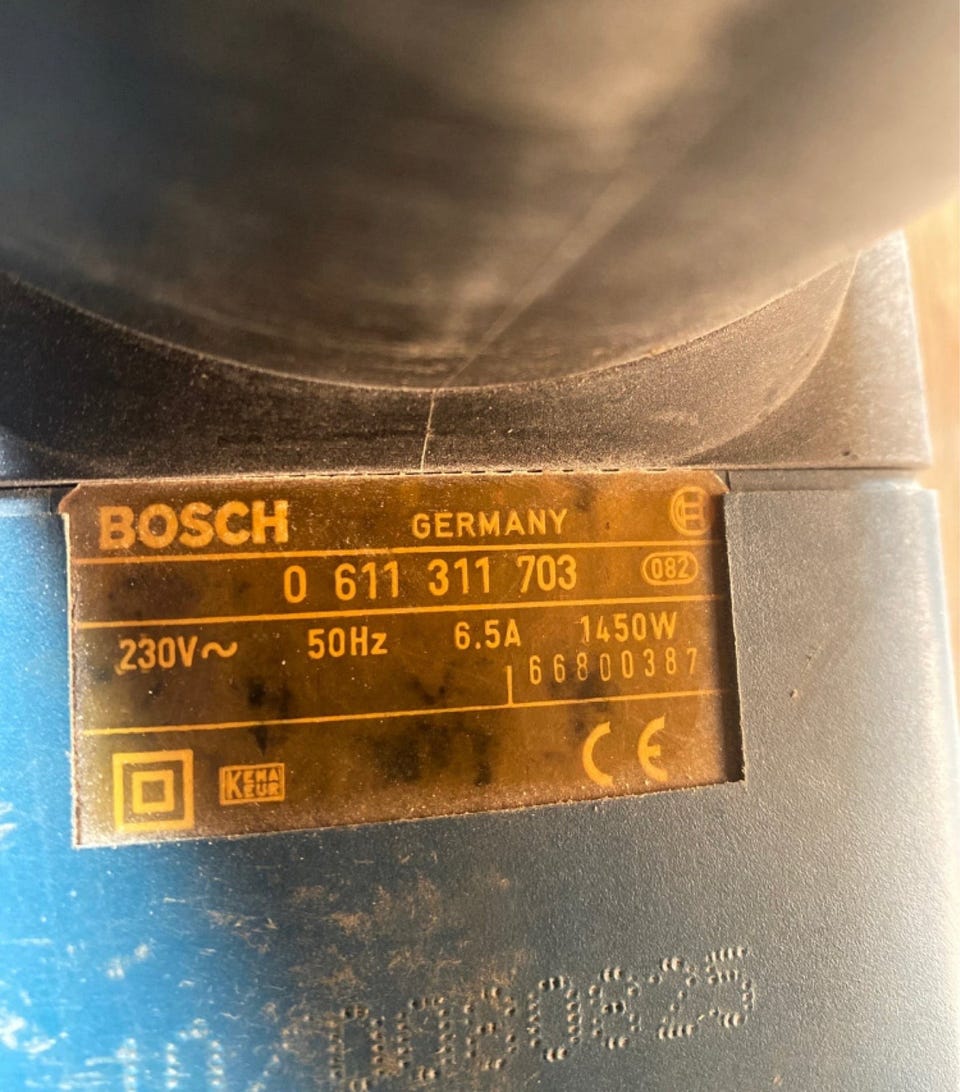 BOSCH GERMANY
0 611 311 703 082
230V~ 50Hz 6.5A 1450W
66800387
KEMA
KEUR
CE